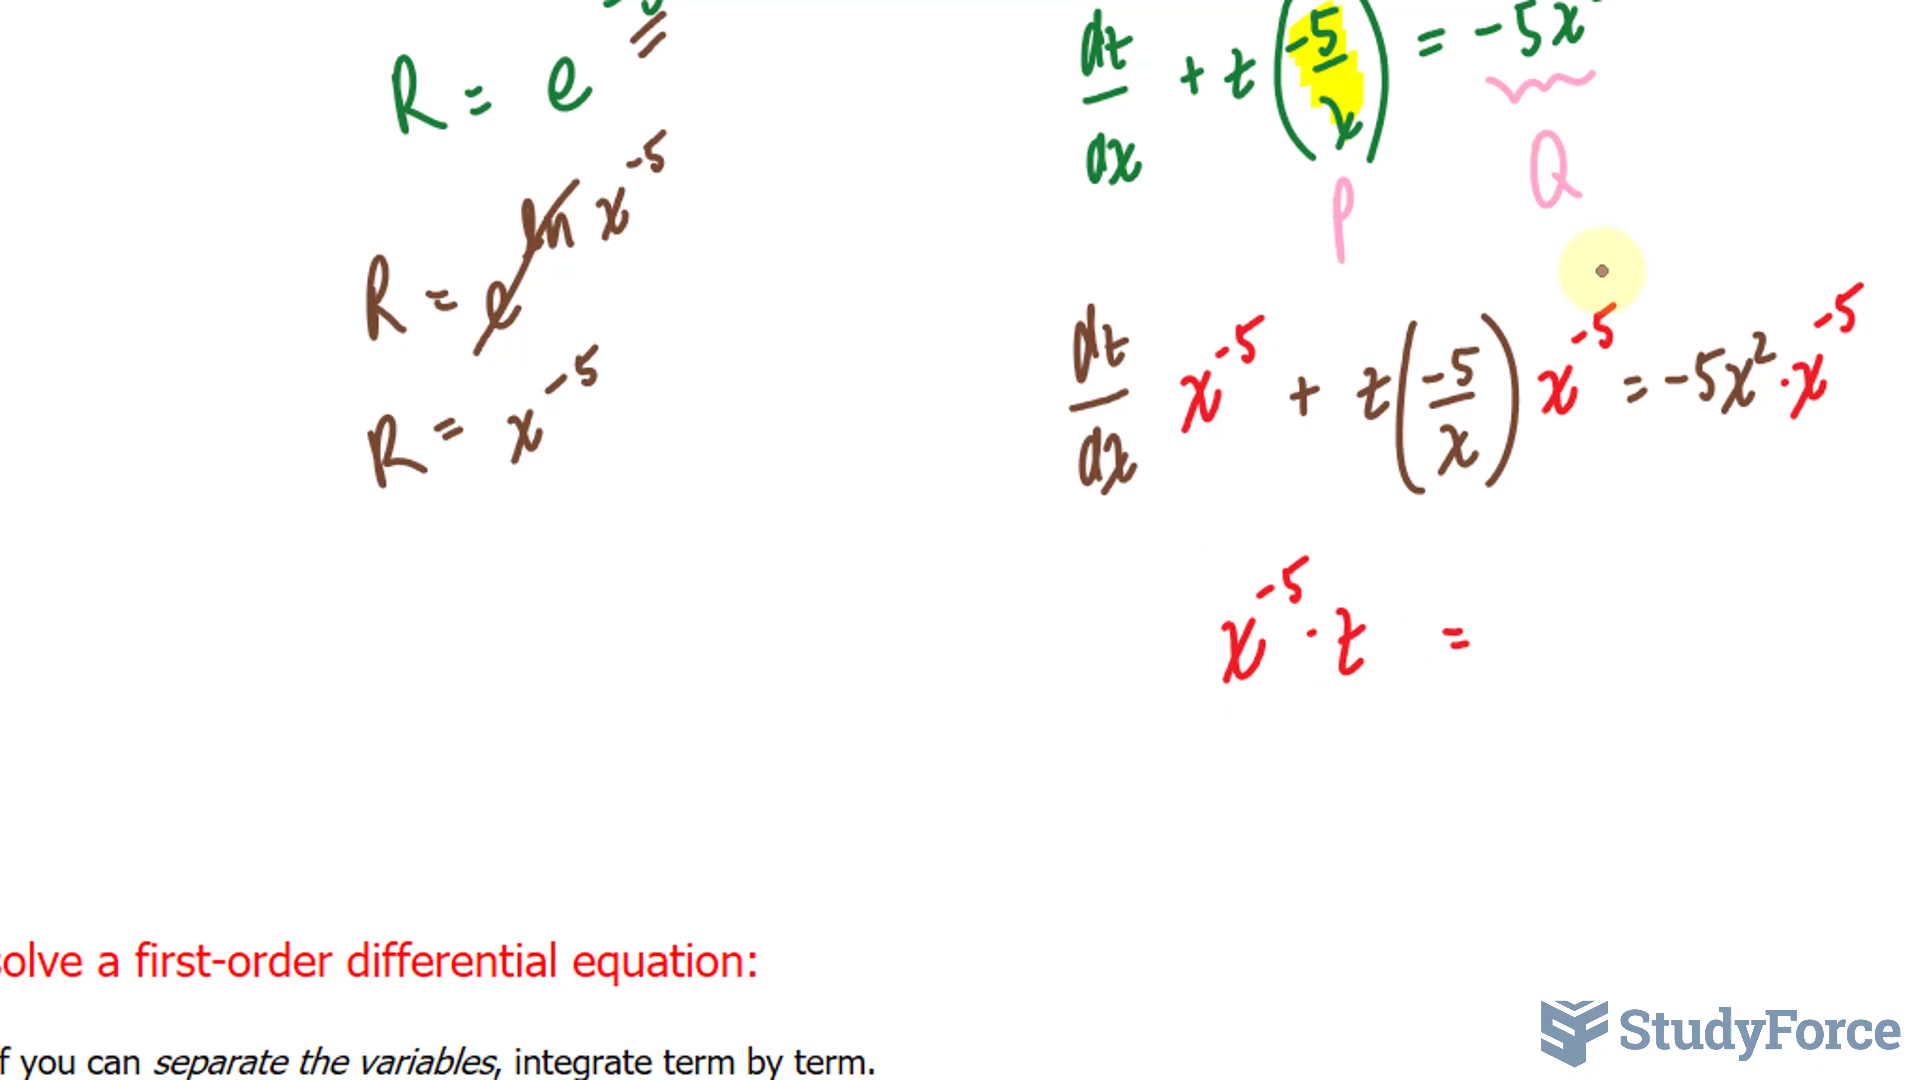 R = e
R = e^{ln x^{-5}}
R = x^{-5}
dt/dx + t(-5/x) = -5x
P Q
dt/dx x^{-5} + t(-5/x) x^{-5} = -5x^2 · x^{-5}
x^{-5} · t =
solve a first-order differential equation:
f you can separate the variables, integrate term by term.
StudyForce